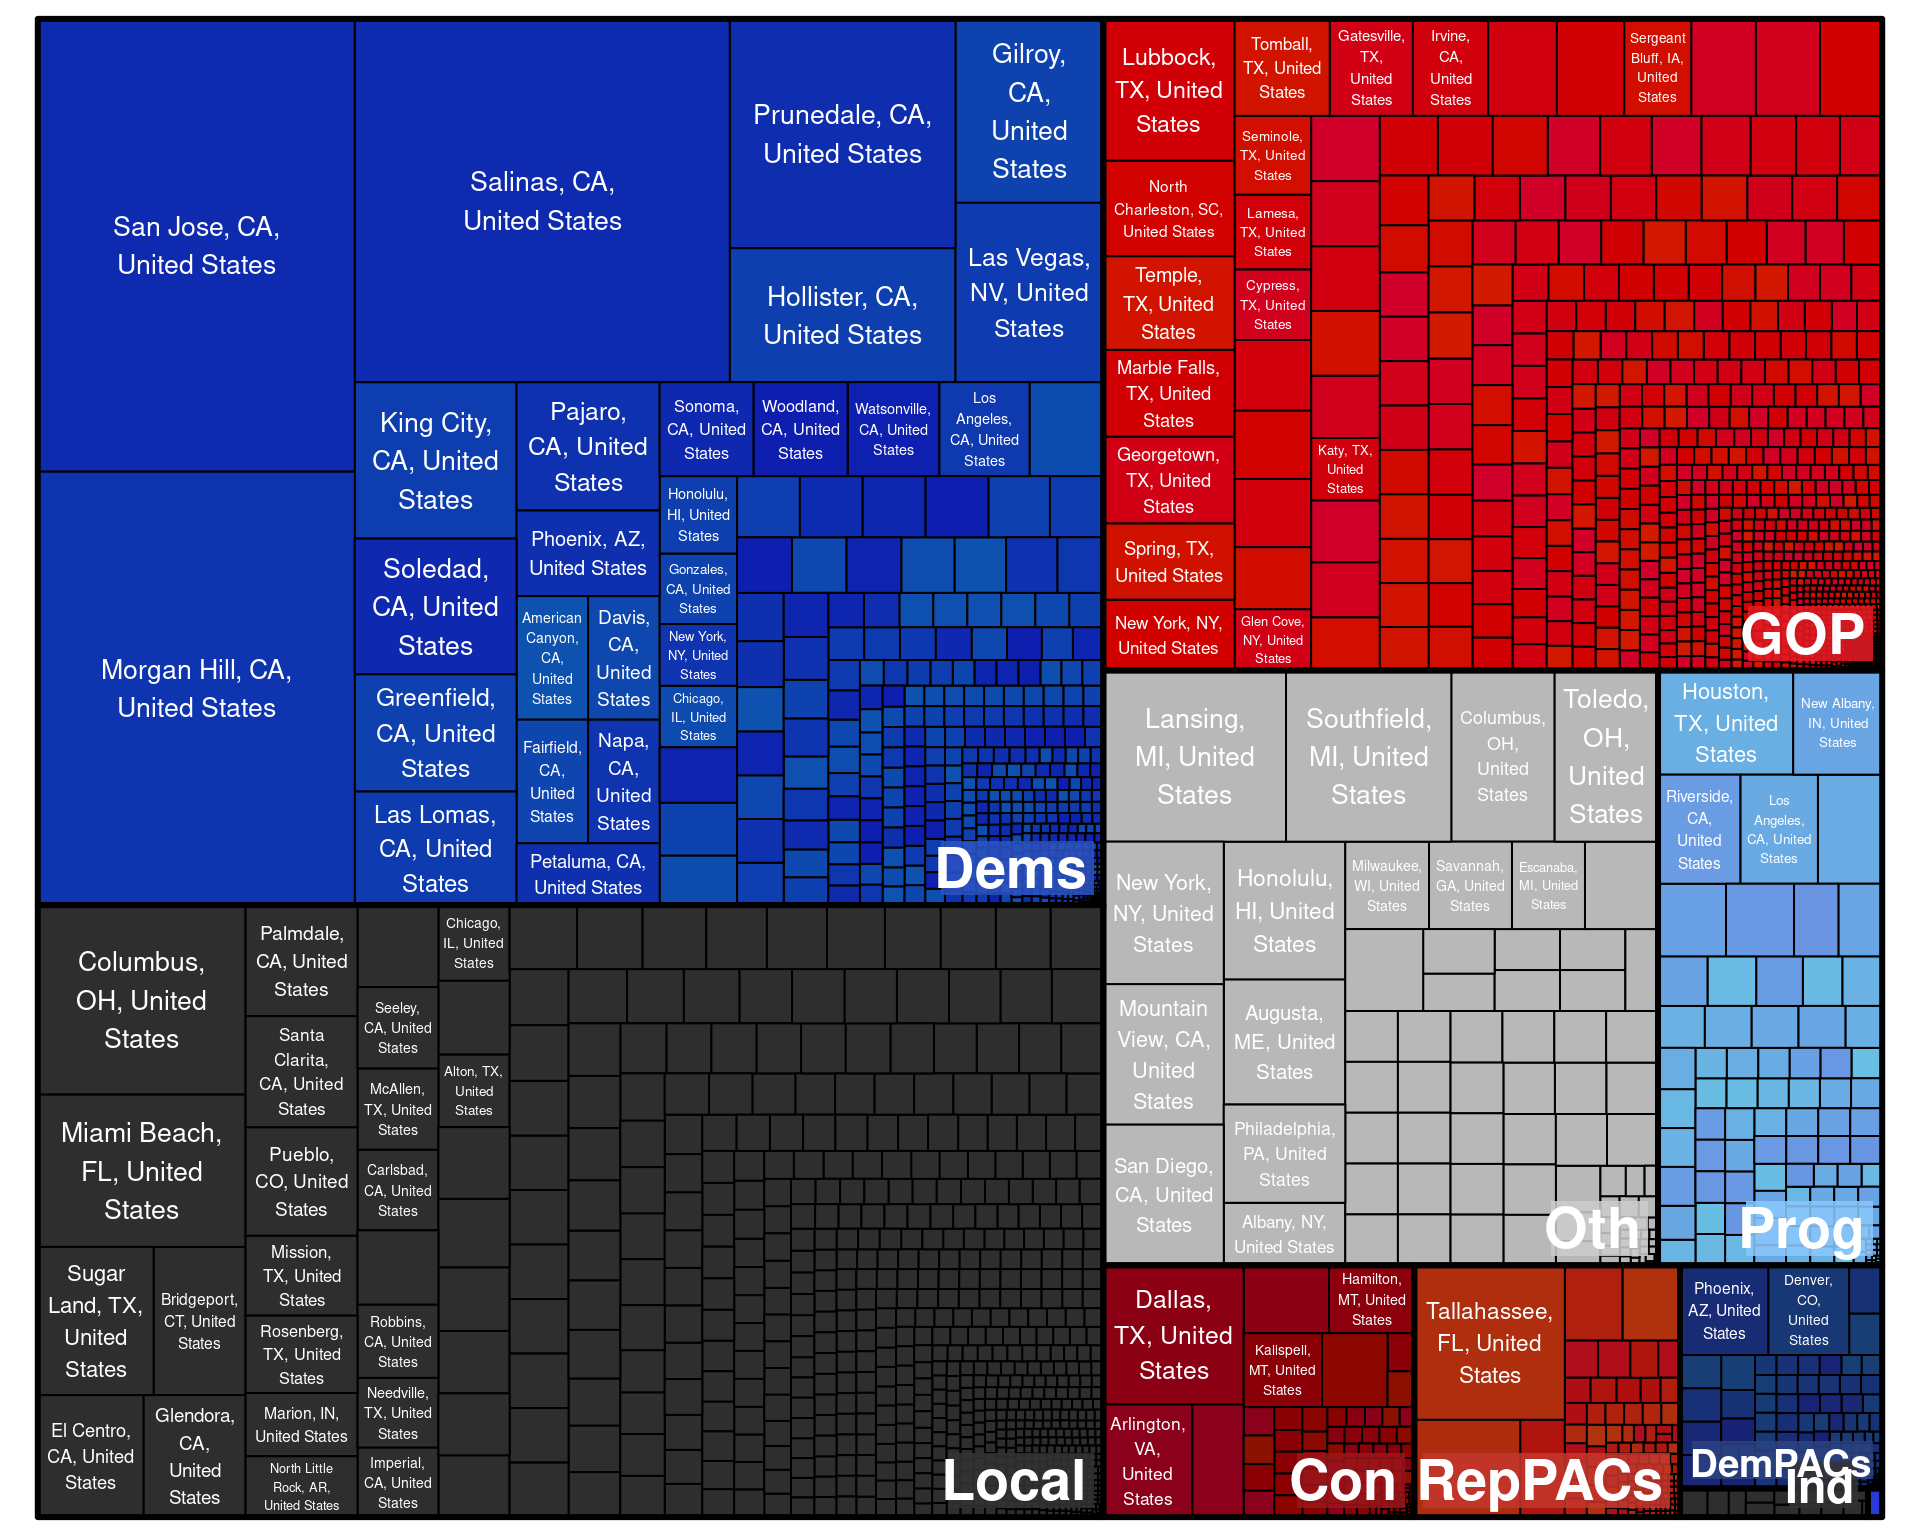 San Jose, CA,
United States
Morgan Hill, CA,
United States
Salinas, CA,
United States
Prunedale, CA,
United States
Hollister, CA,
United States
Gilroy,
CA,
United
States
Las Vegas,
NV, United
States
King City,
CA, United
States
Soledad,
CA, United
States
Greenfield,
CA, United
States
Las Lomas,
CA, United
States
Pajaro,
CA, United
States
Phoenix, AZ,
United States
American
Canyon,
CA,
United
States
Davis,
CA,
United
States
Fairfield,
CA,
United
States
Napa,
CA,
United
States
Petaluma, CA,
United States
Sonoma,
CA, United
States
Woodland,
CA, United
States
Watsonville,
CA, United
States
Los
Angeles,
CA, United
States
Honolulu,
HI, United
States
Gonzales,
CA, United
States
New York,
NY, United
States
Chicago,
IL, United
States
Dems
Lubbock,
TX, United
States
North
Charleston, SC,
United States
Temple,
TX, United
States
Marble Falls,
TX, United
States
Georgetown,
TX, United
States
Spring, TX,
United States
New York, NY,
United States
Tomball,
TX, United
States
Gatesville,
TX,
United
States
Irvine,
CA,
United
States
Sergeant
Bluff, IA,
United
States
Seminole,
TX, United
States
Lamesa,
TX, United
States
Cypress,
TX, United
States
Katy, TX,
United
States
Glen Cove,
NY, United
States
GOP
Columbus,
OH, United
States
Miami Beach,
FL, United
States
Sugar
Land, TX,
United
States
Bridgeport,
CT, United
States
El Centro,
CA, United
States
Glendora,
CA,
United
States
Palmdale,
CA, United
States
Santa
Clarita,
CA, United
States
Pueblo,
CO, United
States
Mission,
TX, United
States
Rosenberg,
TX, United
States
Marion, IN,
United States
North Little
Rock, AR,
United States
Seeley,
CA, United
States
McAllen,
TX, United
States
Carlsbad,
CA, United
States
Robbins,
CA, United
States
Needville,
TX, United
States
Imperial,
CA, United
States
Chicago,
IL, United
States
Alton, TX,
United
States
Local
Lansing,
MI, United
States
Southfield,
MI, United
States
Columbus,
OH,
United
States
Toledo,
OH,
United
States
New York,
NY, United
States
Mountain
View, CA,
United
States
San Diego,
CA, United
States
Honolulu,
HI, United
States
Augusta,
ME, United
States
Philadelphia,
PA, United
States
Albany, NY,
United States
Milwaukee,
WI, United
States
Savannah,
GA, United
States
Escanaba,
MI, United
States
Oth
Houston,
TX, United
States
New Albany,
IN, United
States
Riverside,
CA,
United
States
Los
Angeles,
CA, United
States
Prog
Dallas,
TX, United
States
Arlington,
VA,
United
States
Hamilton,
MT, United
States
Kalispell,
MT, United
States
Con
Tallahassee,
FL, United
States
RepPACs
Phoenix,
AZ, United
States
Denver,
CO,
United
States
DemPACs
Ind